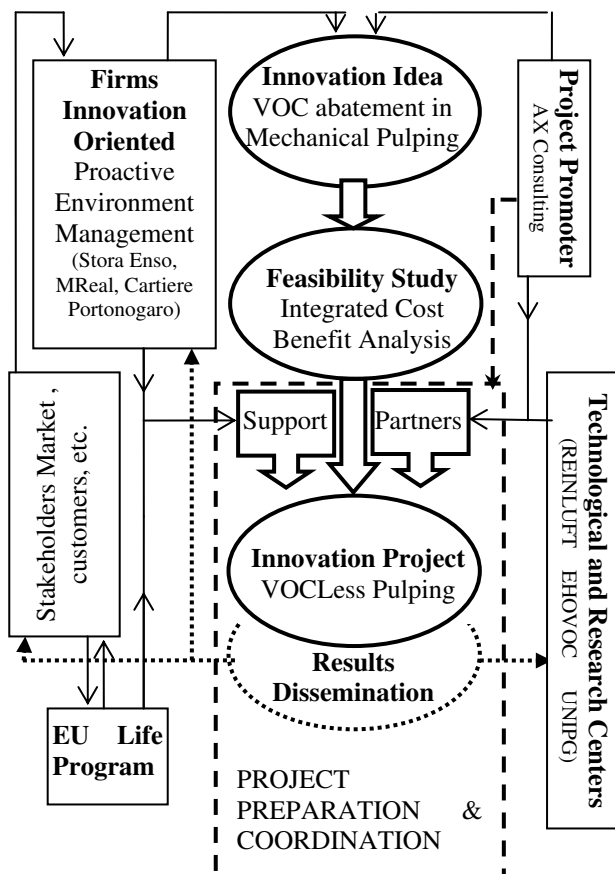 Firms
Innovation
Oriented
Proactive
Environment
Management
(Stora Enso,
MReal, Cartiere
Portonogaro)
Innovation Idea
VOC abatement in
Mechanical Pulping
Project Promoter
AX Consulting
Feasibility Study
Integrated Cost
Benefit Analysis
Stakeholders Market ,
customers, etc.
Support
Partners
Technological and Research Centers
(REINLUFT EHOVOC UNIPG)
Innovation Project
VOCLess Pulping
Results
Dissemination
EU Life
Program
PROJECT
PREPARATION &
COORDINATION